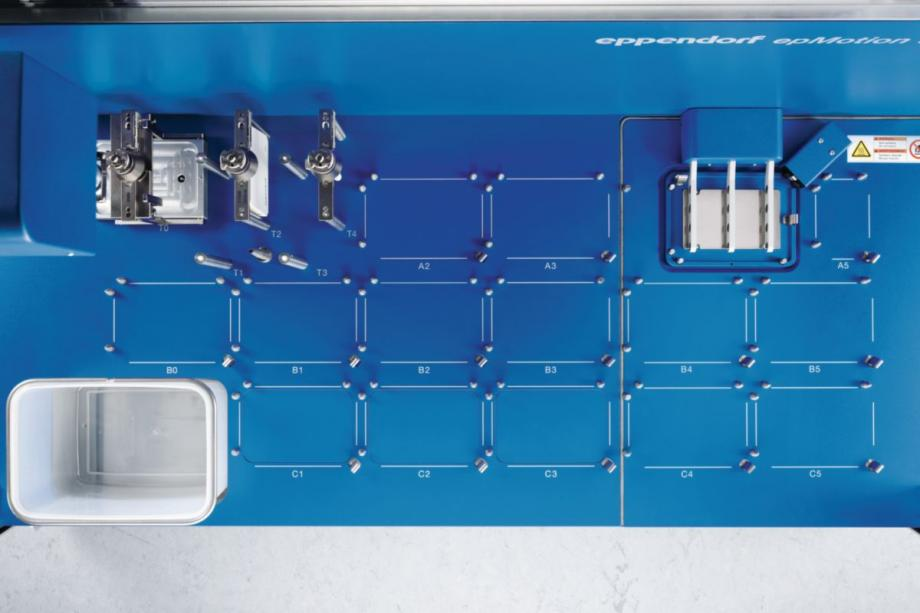 eppendorf epMotion
T0
T2
T4
T1
T3
A2
A3
A5
B0
B1
B2
B3
B4
B5
C1
C2
C3
C4
C5